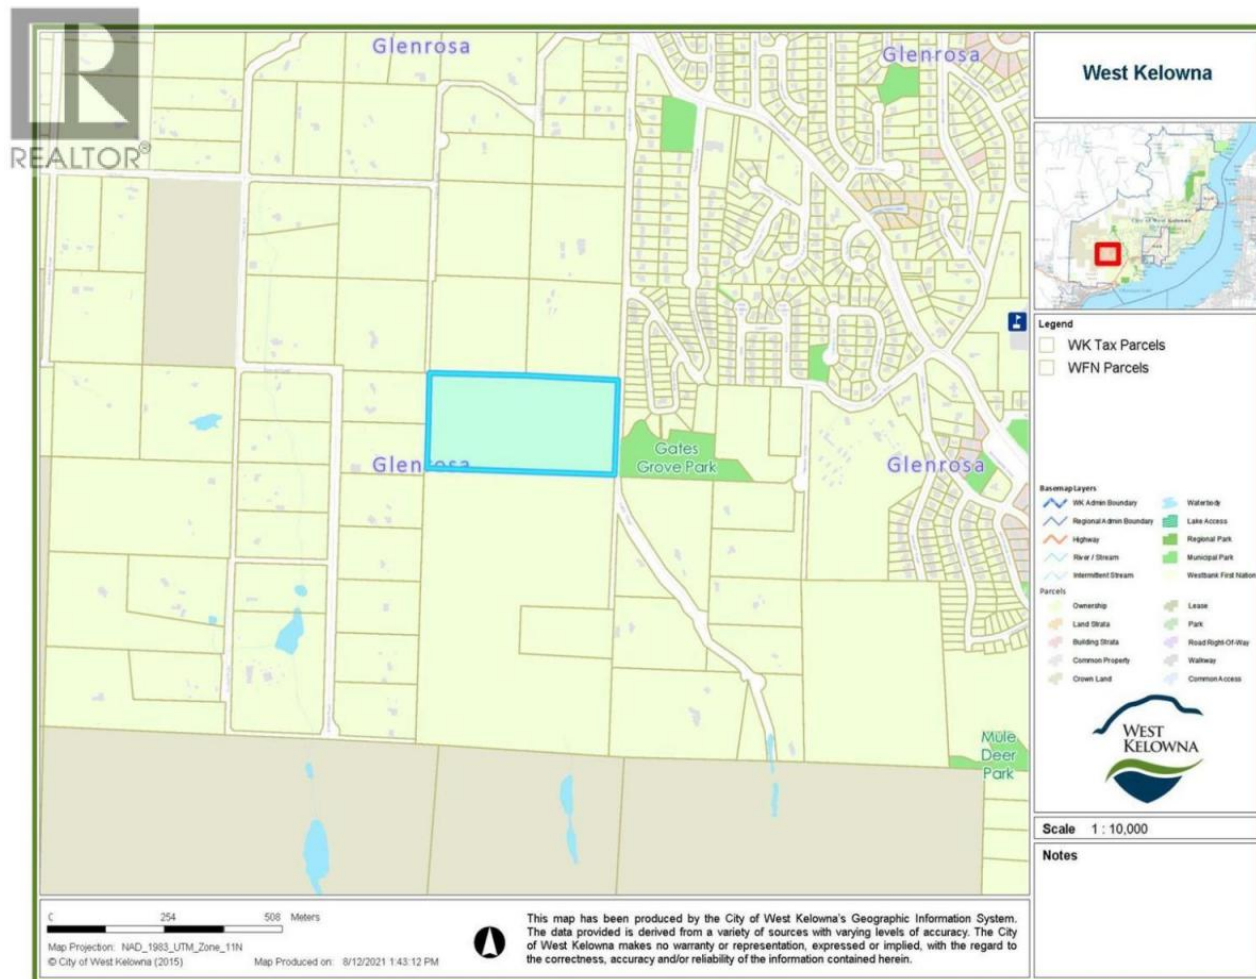 REALTOR®
Glenrosa
Glenrosa
Glenrosa
Gates
Grove Park
Glenrosa
Mule
Deer
Park
West Kelowna
City of West Kelowna
Legend
WK Tax Parcels
WFN Parcels
Basemap Layers
WK Admin Boundary
Regional Admin Boundary
Highway
River / Stream
Intermittent Stream
Waterbody
Lake Access
Regional Park
Municipal Park
Westbank First Nation
Parcels
Ownership
Land Strata
Building Strata
Common Property
Crown Land
Lease
Park
Road Right-Of-Way
Walkway
Common Access
WEST
KELOWNA
Scale 1 : 10,000
Notes
254 508 Meters
Map Projection: NAD_1983_UTM_Zone_11N
© City of West Kelowna (2015) Map Produced on: 8/12/2021 1:43:12 PM
This map has been produced by the City of West Kelowna's Geographic Information System.
The data provided is derived from a variety of sources with varying levels of accuracy. The City
of West Kelowna makes no warranty or representation, expressed or implied, with the regard to
the correctness, accuracy and/or reliability of the information contained herein.